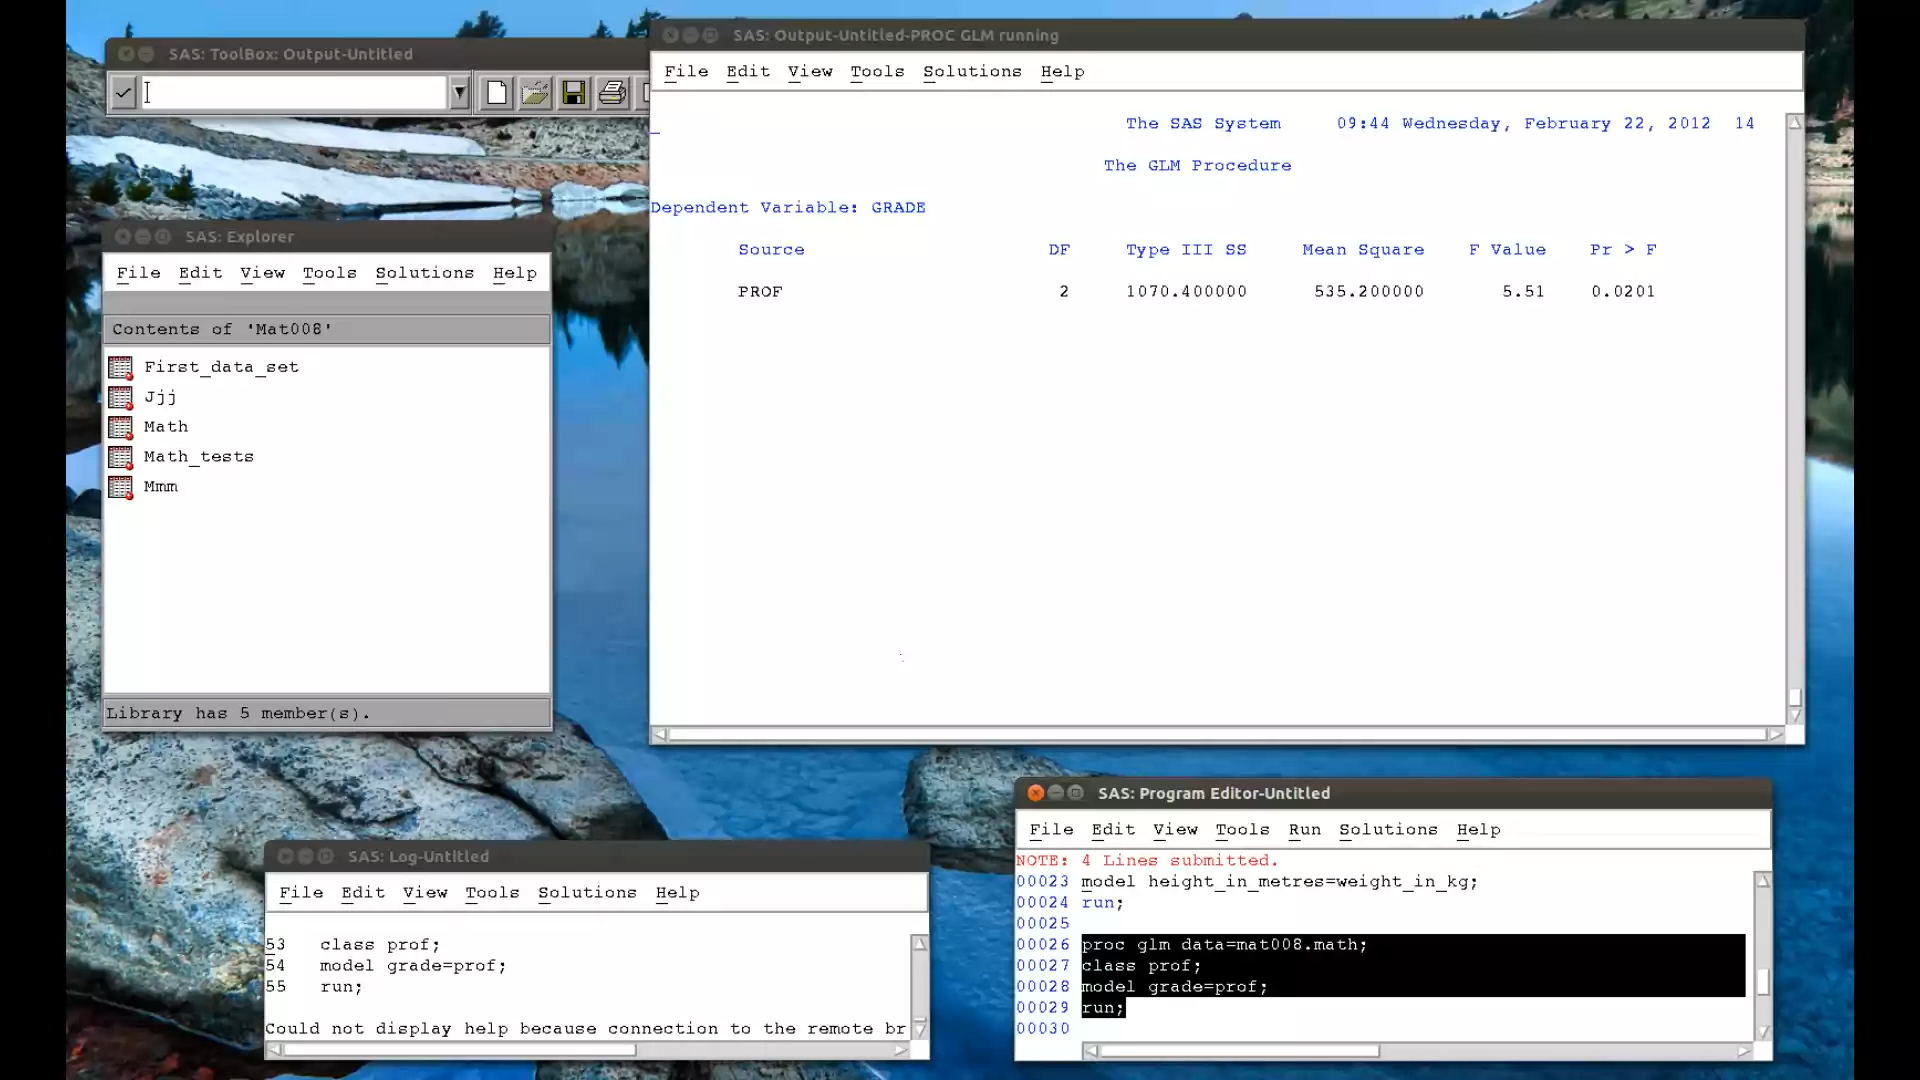 SAS: ToolBox: Output-Untitled
SAS: Output-Untitled-PROC GLM running
File Edit View Tools Solutions Help
The SAS System 09:44 Wednesday, February 22, 2012 14
The GLM Procedure
Dependent Variable: GRADE
Source DF Type III SS Mean Square F Value Pr > F
PROF 2 1070.400000 535.200000 5.51 0.0201
SAS: Explorer
File Edit View Tools Solutions Help
Contents of 'Mat008'
First_data_set
Jjj
Math
Math_tests
Mmm
Library has 5 member(s).
SAS: Log-Untitled
File Edit View Tools Solutions Help
53 class prof;
54 model grade=prof;
55 run;
Could not display help because connection to the remote br
SAS: Program Editor-Untitled
File Edit View Tools Run Solutions Help
NOTE: 4 Lines submitted.
00023 model height_in_metres=weight_in_kg;
00024 run;
00025
00026 proc glm data=mat008.math;
00027 class prof;
00028 model grade=prof;
00029 run;
00030